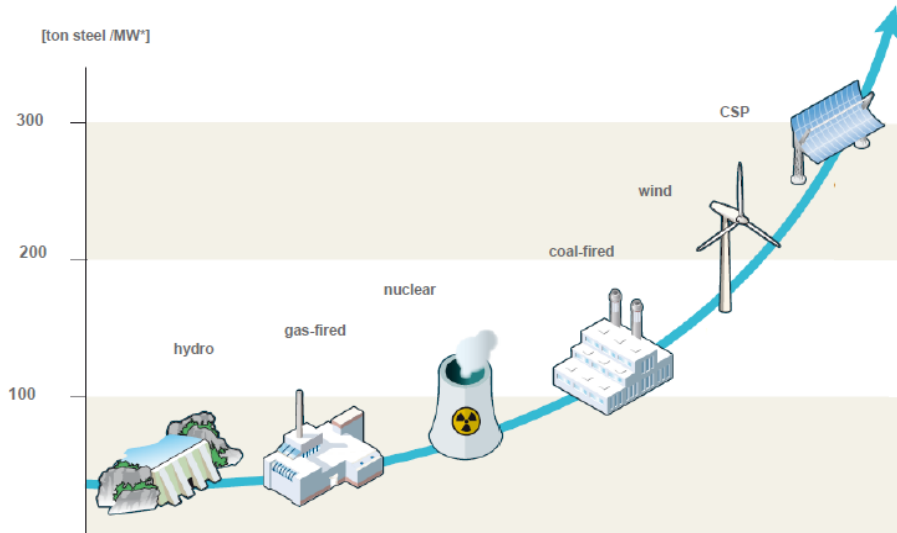 [ton steel /MW*]
CSP
300
wind
coal-fired
200
nuclear
gas-fired
hydro
100